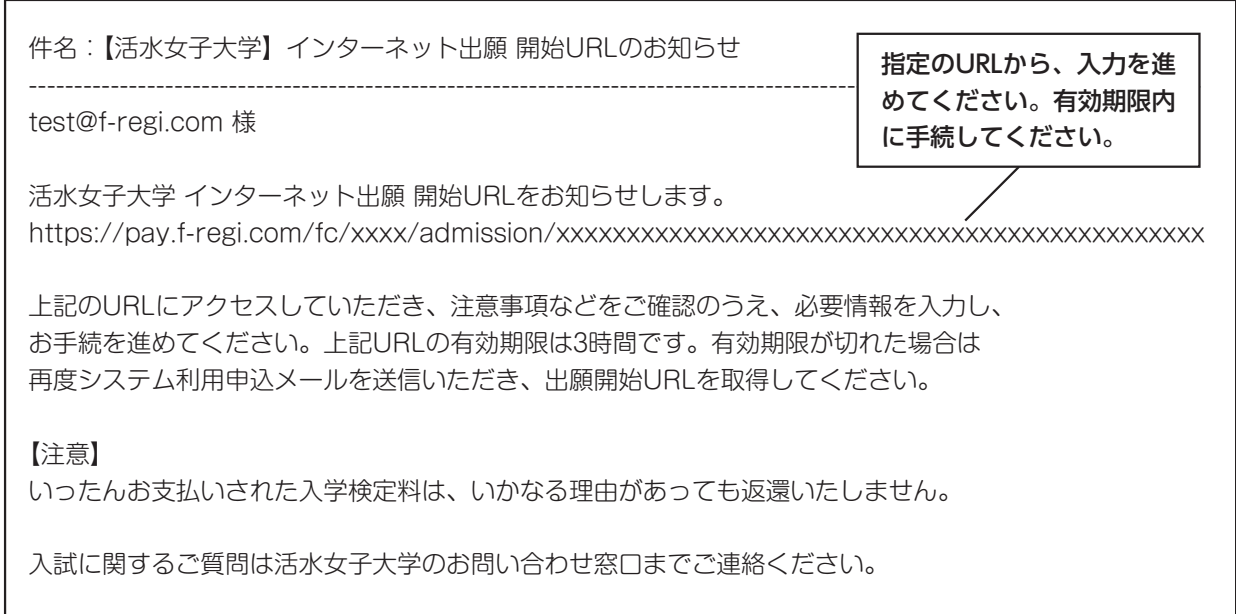 件名：【活水女子大学】インターネット出願 開始URLのお知らせ
--------------------------------------------------------------------------------------------
指定のURLから、入力を進
めてください。有効期限内
に手続してください。
test@f-regi.com 様
活水女子大学 インターネット出願 開始URLをお知らせします。
https://pay.f-regi.com/fc/xxxx/admission/xxxxxxxxxxxxxxxxxxxxxxxxxxxxxxxxxxxxxxxxxxxxxxx
上記のURLにアクセスしていただき、注意事項などをご確認のうえ、必要情報を入力し、
お手続を進めてください。上記URLの有効期限は3時間です。有効期限が切れた場合は
再度システム利用申込メールを送信いただき、出願開始URLを取得してください。
【注意】
いったんお支払いされた入学検定料は、いかなる理由があっても返還いたしません。
入試に関するご質問は活水女子大学のお問い合わせ窓口までご連絡ください。